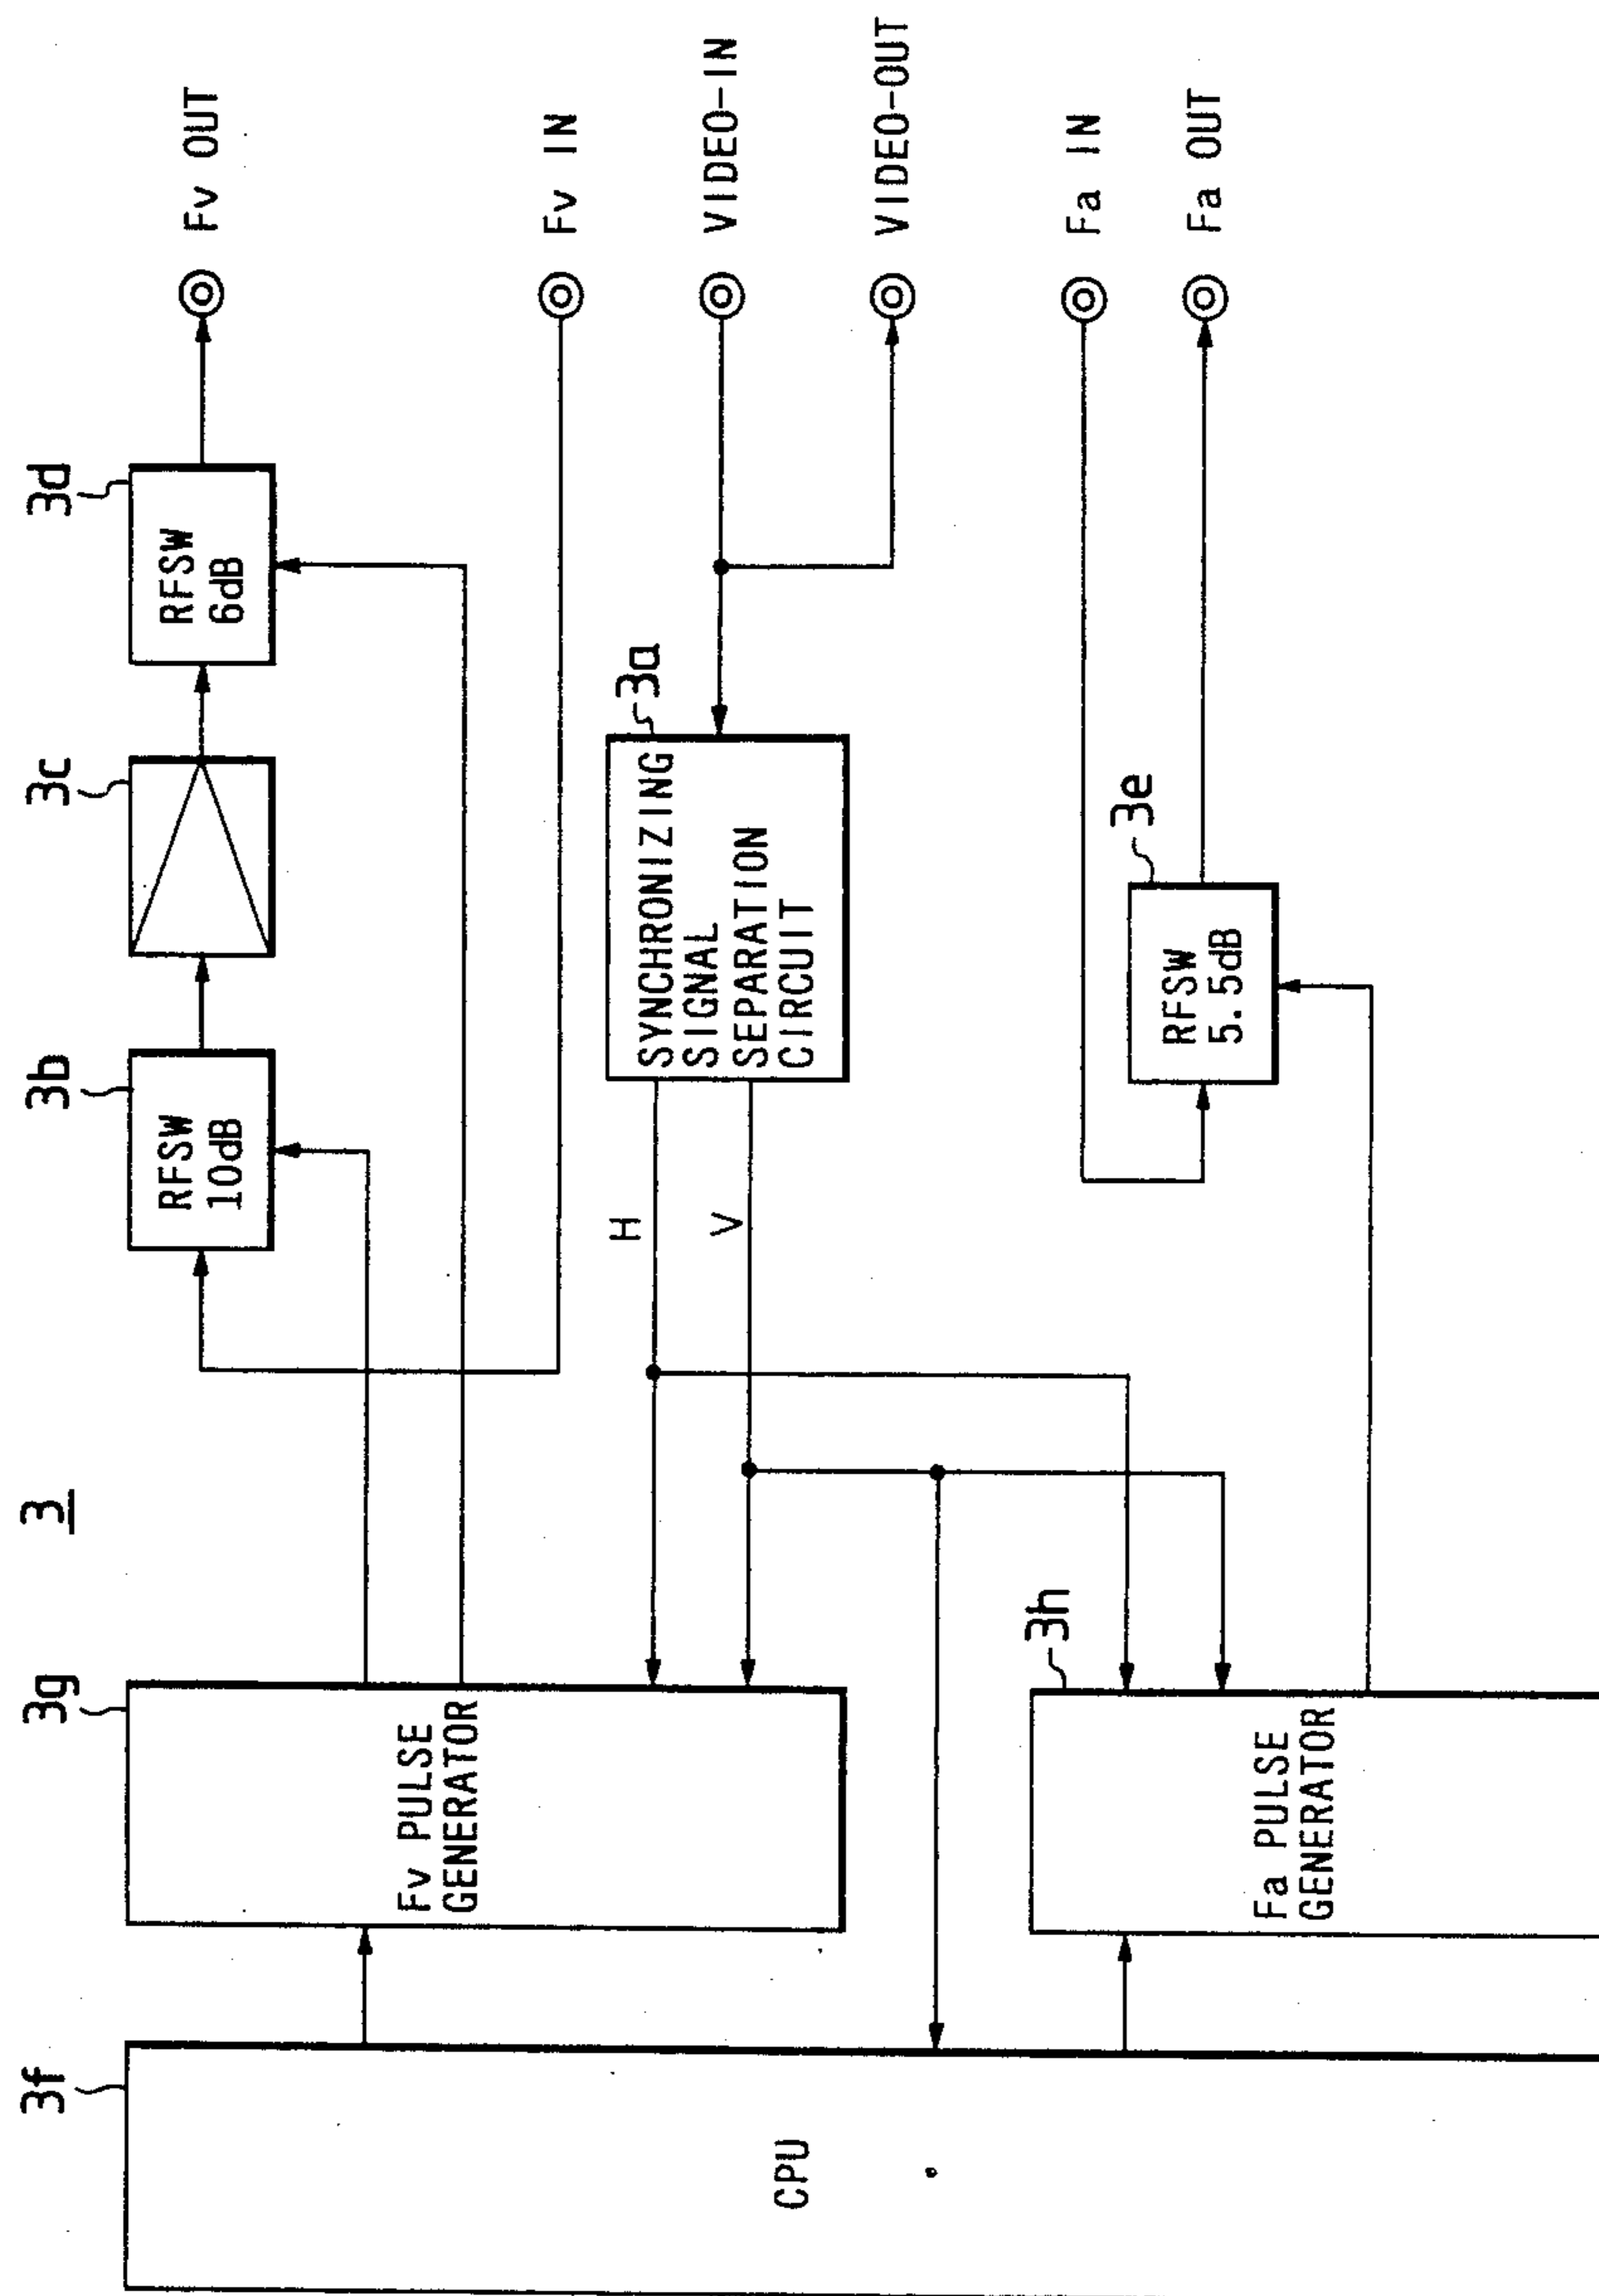 3
3f
CPU
3g
Fv PULSE
GENERATOR
3h
Fa PULSE
GENERATOR
3b
RFSW
10dB
3c
3d
RFSW
6dB
3a
SYNCHRONIZING
SIGNAL
SEPARATION
CIRCUIT
H
V
3e
RFSW
5.5dB
Fv OUT
Fv IN
VIDEO-IN
VIDEO-OUT
Fa IN
Fa OUT